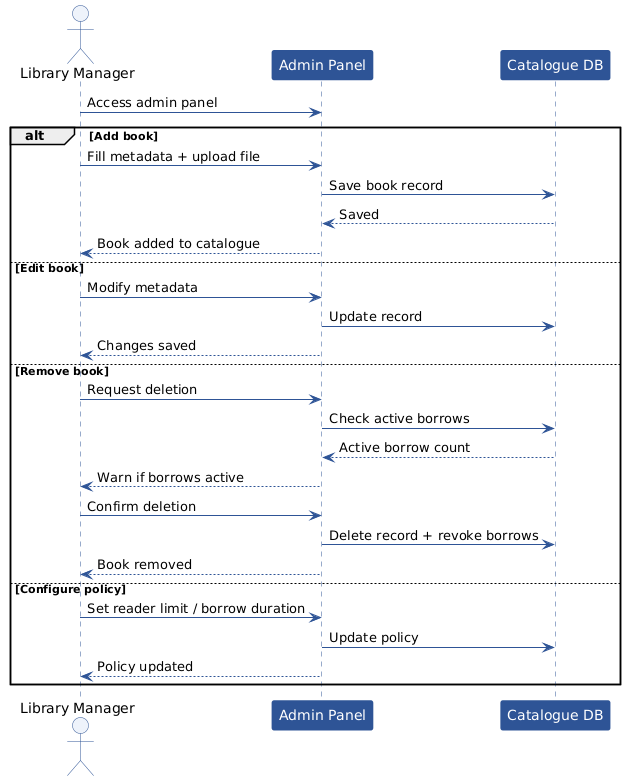 Library Manager
Admin Panel
Catalogue DB
Access admin panel
alt
[Add book]
Fill metadata + upload file
Save book record
Saved
Book added to catalogue
[Edit book]
Modify metadata
Update record
Changes saved
[Remove book]
Request deletion
Check active borrows
Active borrow count
Warn if borrows active
Confirm deletion
Delete record + revoke borrows
Book removed
[Configure policy]
Set reader limit / borrow duration
Update policy
Policy updated
Library Manager
Admin Panel
Catalogue DB